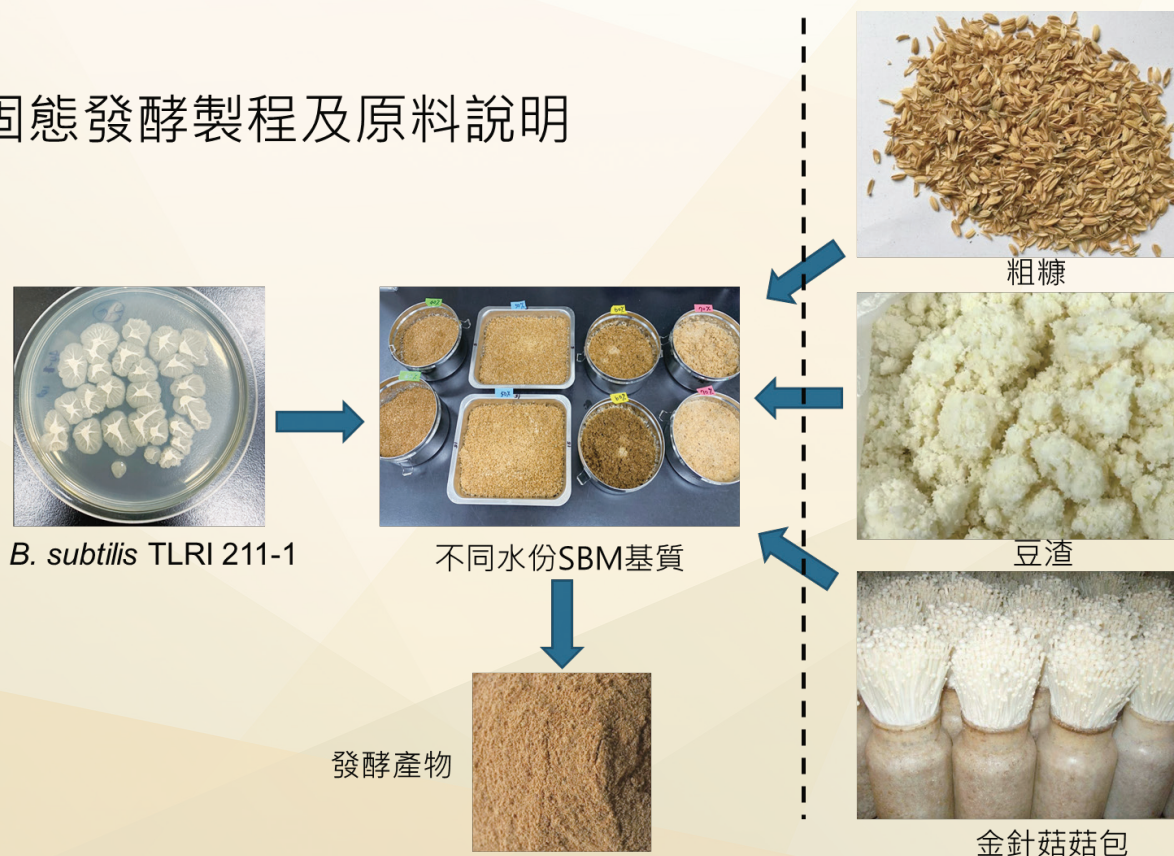 固態發酵製程及原料說明
粗糠
B. subtilis TLRI 211-1
不同水份SBM基質
豆渣
發酵產物
金針菇菇包